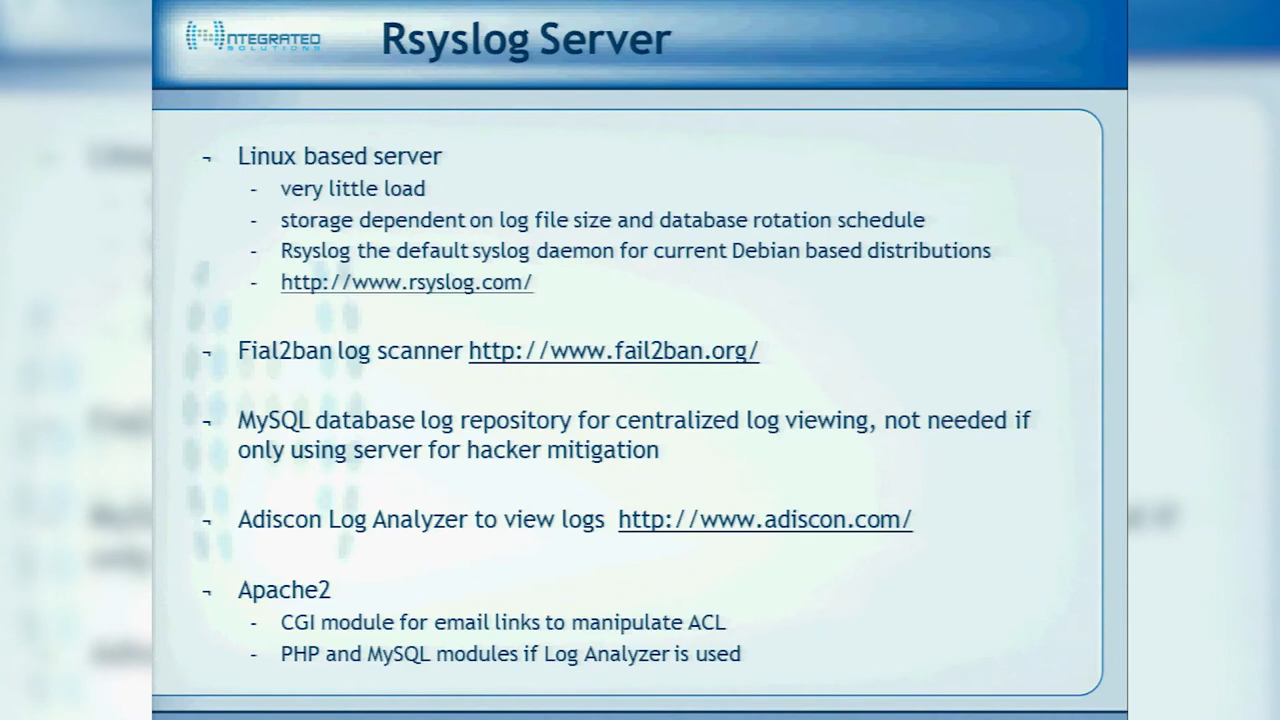 NTEGRATED
SOLUTIONS
Rsyslog Server
¬ Linux based server
- very little load
- storage dependent on log file size and database rotation schedule
- Rsyslog the default syslog daemon for current Debian based distributions
- http://www.rsyslog.com/
¬ Fial2ban log scanner http://www.fail2ban.org/
¬ MySQL database log repository for centralized log viewing, not needed if
only using server for hacker mitigation
¬ Adiscon Log Analyzer to view logs http://www.adiscon.com/
¬ Apache2
- CGI module for email links to manipulate ACL
- PHP and MySQL modules if Log Analyzer is used